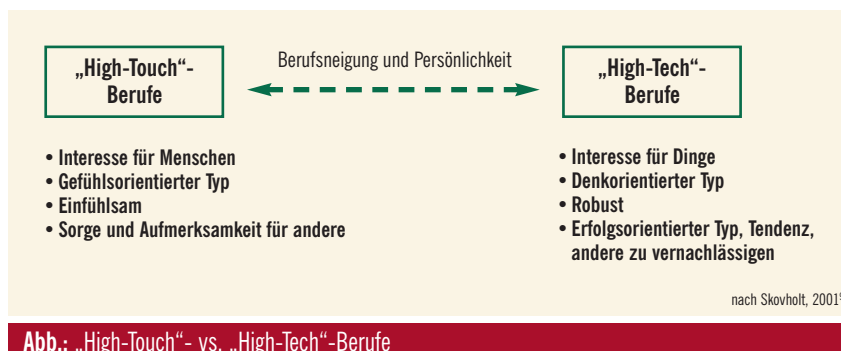 „High-Touch“-
Berufe
Berufsneigung und Persönlichkeit
„High-Tech“-
Berufe
• Interesse für Menschen
• Gefühlsorientierter Typ
• Einfühlsam
• Sorge und Aufmerksamkeit für andere
• Interesse für Dinge
• Denkorientierter Typ
• Robust
• Erfolgsorientierter Typ, Tendenz,
andere zu vernachlässigen
nach Skovholt, 2001
Abb.: „High-Touch“- vs. „High-Tech“-Berufe